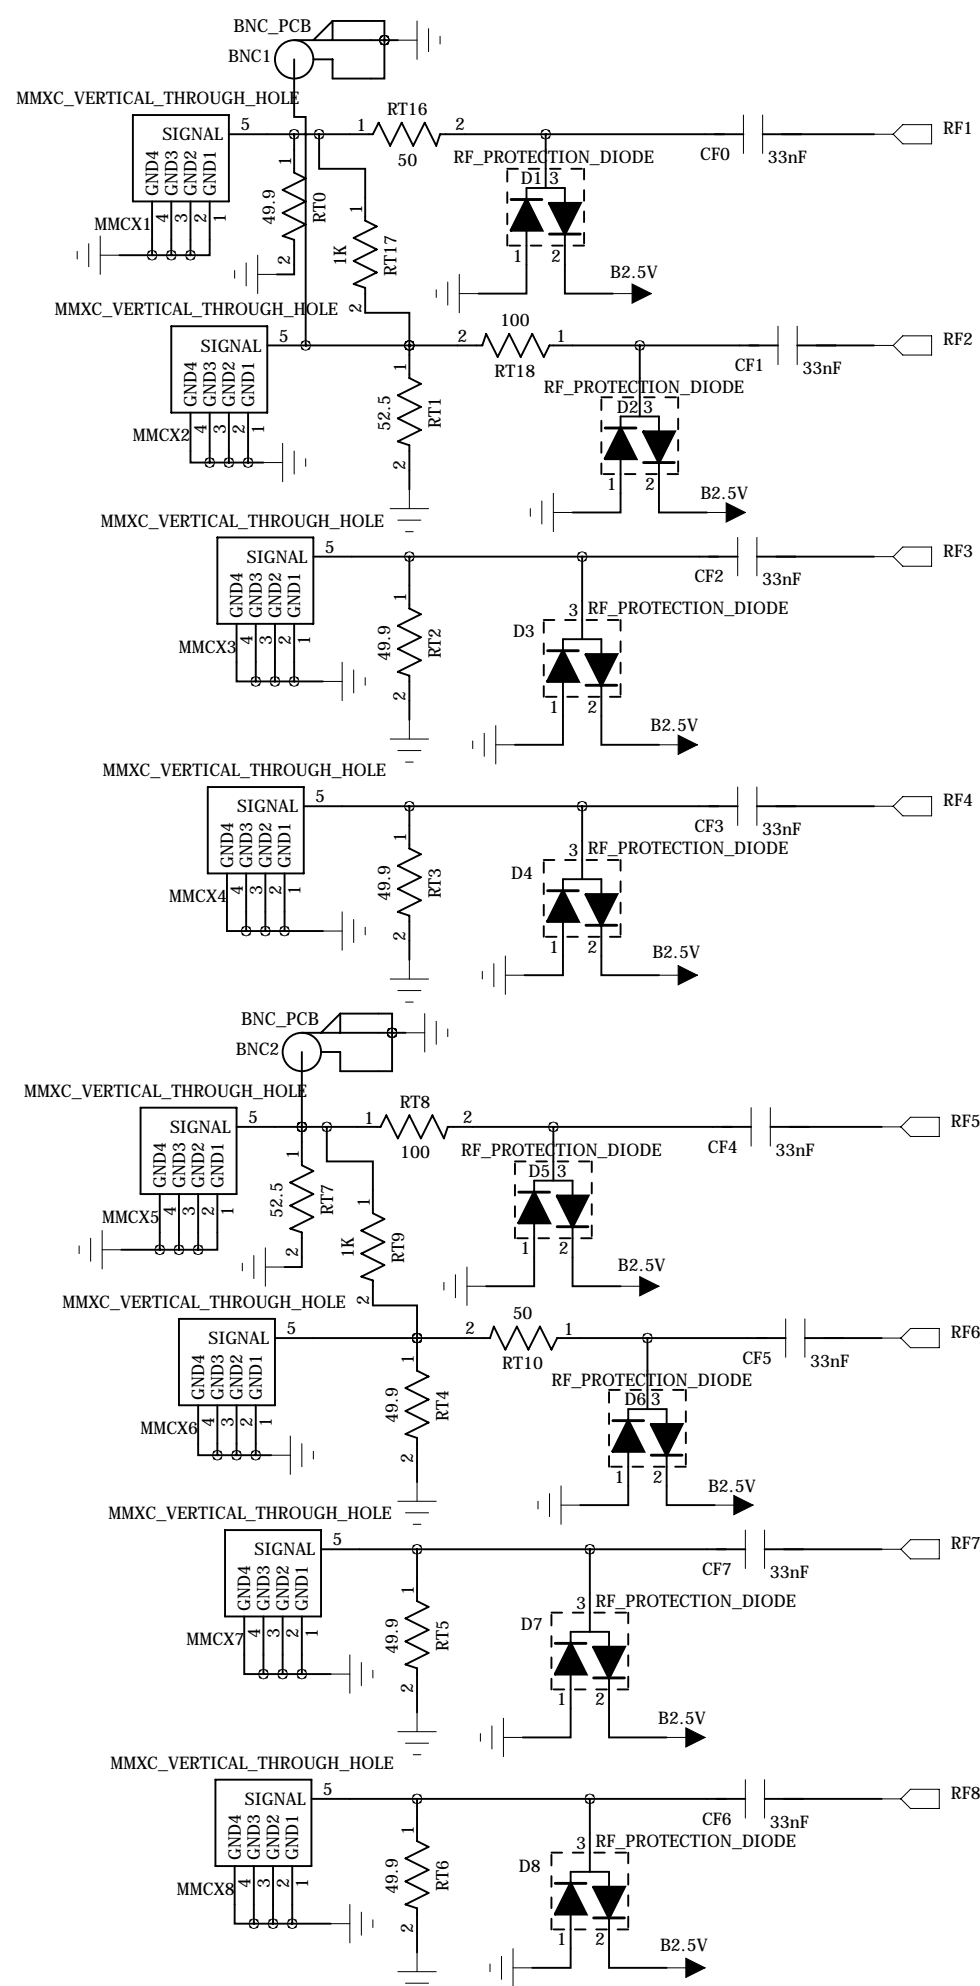 BNC_PCB
BNC1
MMXC_VERTICAL_THROUGH_HOLE
SIGNAL
GND4
GND3
GND2
GND1
5
4
3
2
1
MMCX1
1
RT16
2
50
1
49.9
RT0
2
1
1K
RT17
2
RF_PROTECTION_DIODE
D1
3
1
2
B2.5V
CF0
33nF
RF1
MMXC_VERTICAL_THROUGH_HOLE
SIGNAL
GND4
GND3
GND2
GND1
5
4
3
2
1
MMCX2
2
100
1
RT18
1
52.5
RT1
2
RF_PROTECTION_DIODE
D2
3
1
2
B2.5V
CF1
33nF
RF2
MMXC_VERTICAL_THROUGH_HOLE
SIGNAL
GND4
GND3
GND2
GND1
5
4
3
2
1
MMCX3
1
49.9
RT2
2
3
RF_PROTECTION_DIODE
D3
1
2
B2.5V
CF2
33nF
RF3
MMXC_VERTICAL_THROUGH_HOLE
SIGNAL
GND4
GND3
GND2
GND1
5
4
3
2
1
MMCX4
1
49.9
RT3
2
3
RF_PROTECTION_DIODE
D4
1
2
B2.5V
CF3
33nF
RF4
BNC_PCB
BNC2
MMXC_VERTICAL_THROUGH_HOLE
SIGNAL
GND4
GND3
GND2
GND1
5
4
3
2
1
MMCX5
1
RT8
2
100
1
52.5
RT7
2
1
1K
RT9
2
RF_PROTECTION_DIODE
D5
3
1
2
B2.5V
CF4
33nF
RF5
MMXC_VERTICAL_THROUGH_HOLE
SIGNAL
GND4
GND3
GND2
GND1
5
4
3
2
1
MMCX6
2
50
1
RT10
1
49.9
RT4
2
RF_PROTECTION_DIODE
D6
3
1
2
B2.5V
CF5
33nF
RF6
MMXC_VERTICAL_THROUGH_HOLE
SIGNAL
GND4
GND3
GND2
GND1
5
4
3
2
1
MMCX7
1
49.9
RT5
2
3
RF_PROTECTION_DIODE
D7
1
2
B2.5V
CF7
33nF
RF7
MMXC_VERTICAL_THROUGH_HOLE
SIGNAL
GND4
GND3
GND2
GND1
5
4
3
2
1
MMCX8
1
49.9
RT6
2
3
RF_PROTECTION_DIODE
D8
1
2
B2.5V
CF6
33nF
RF8